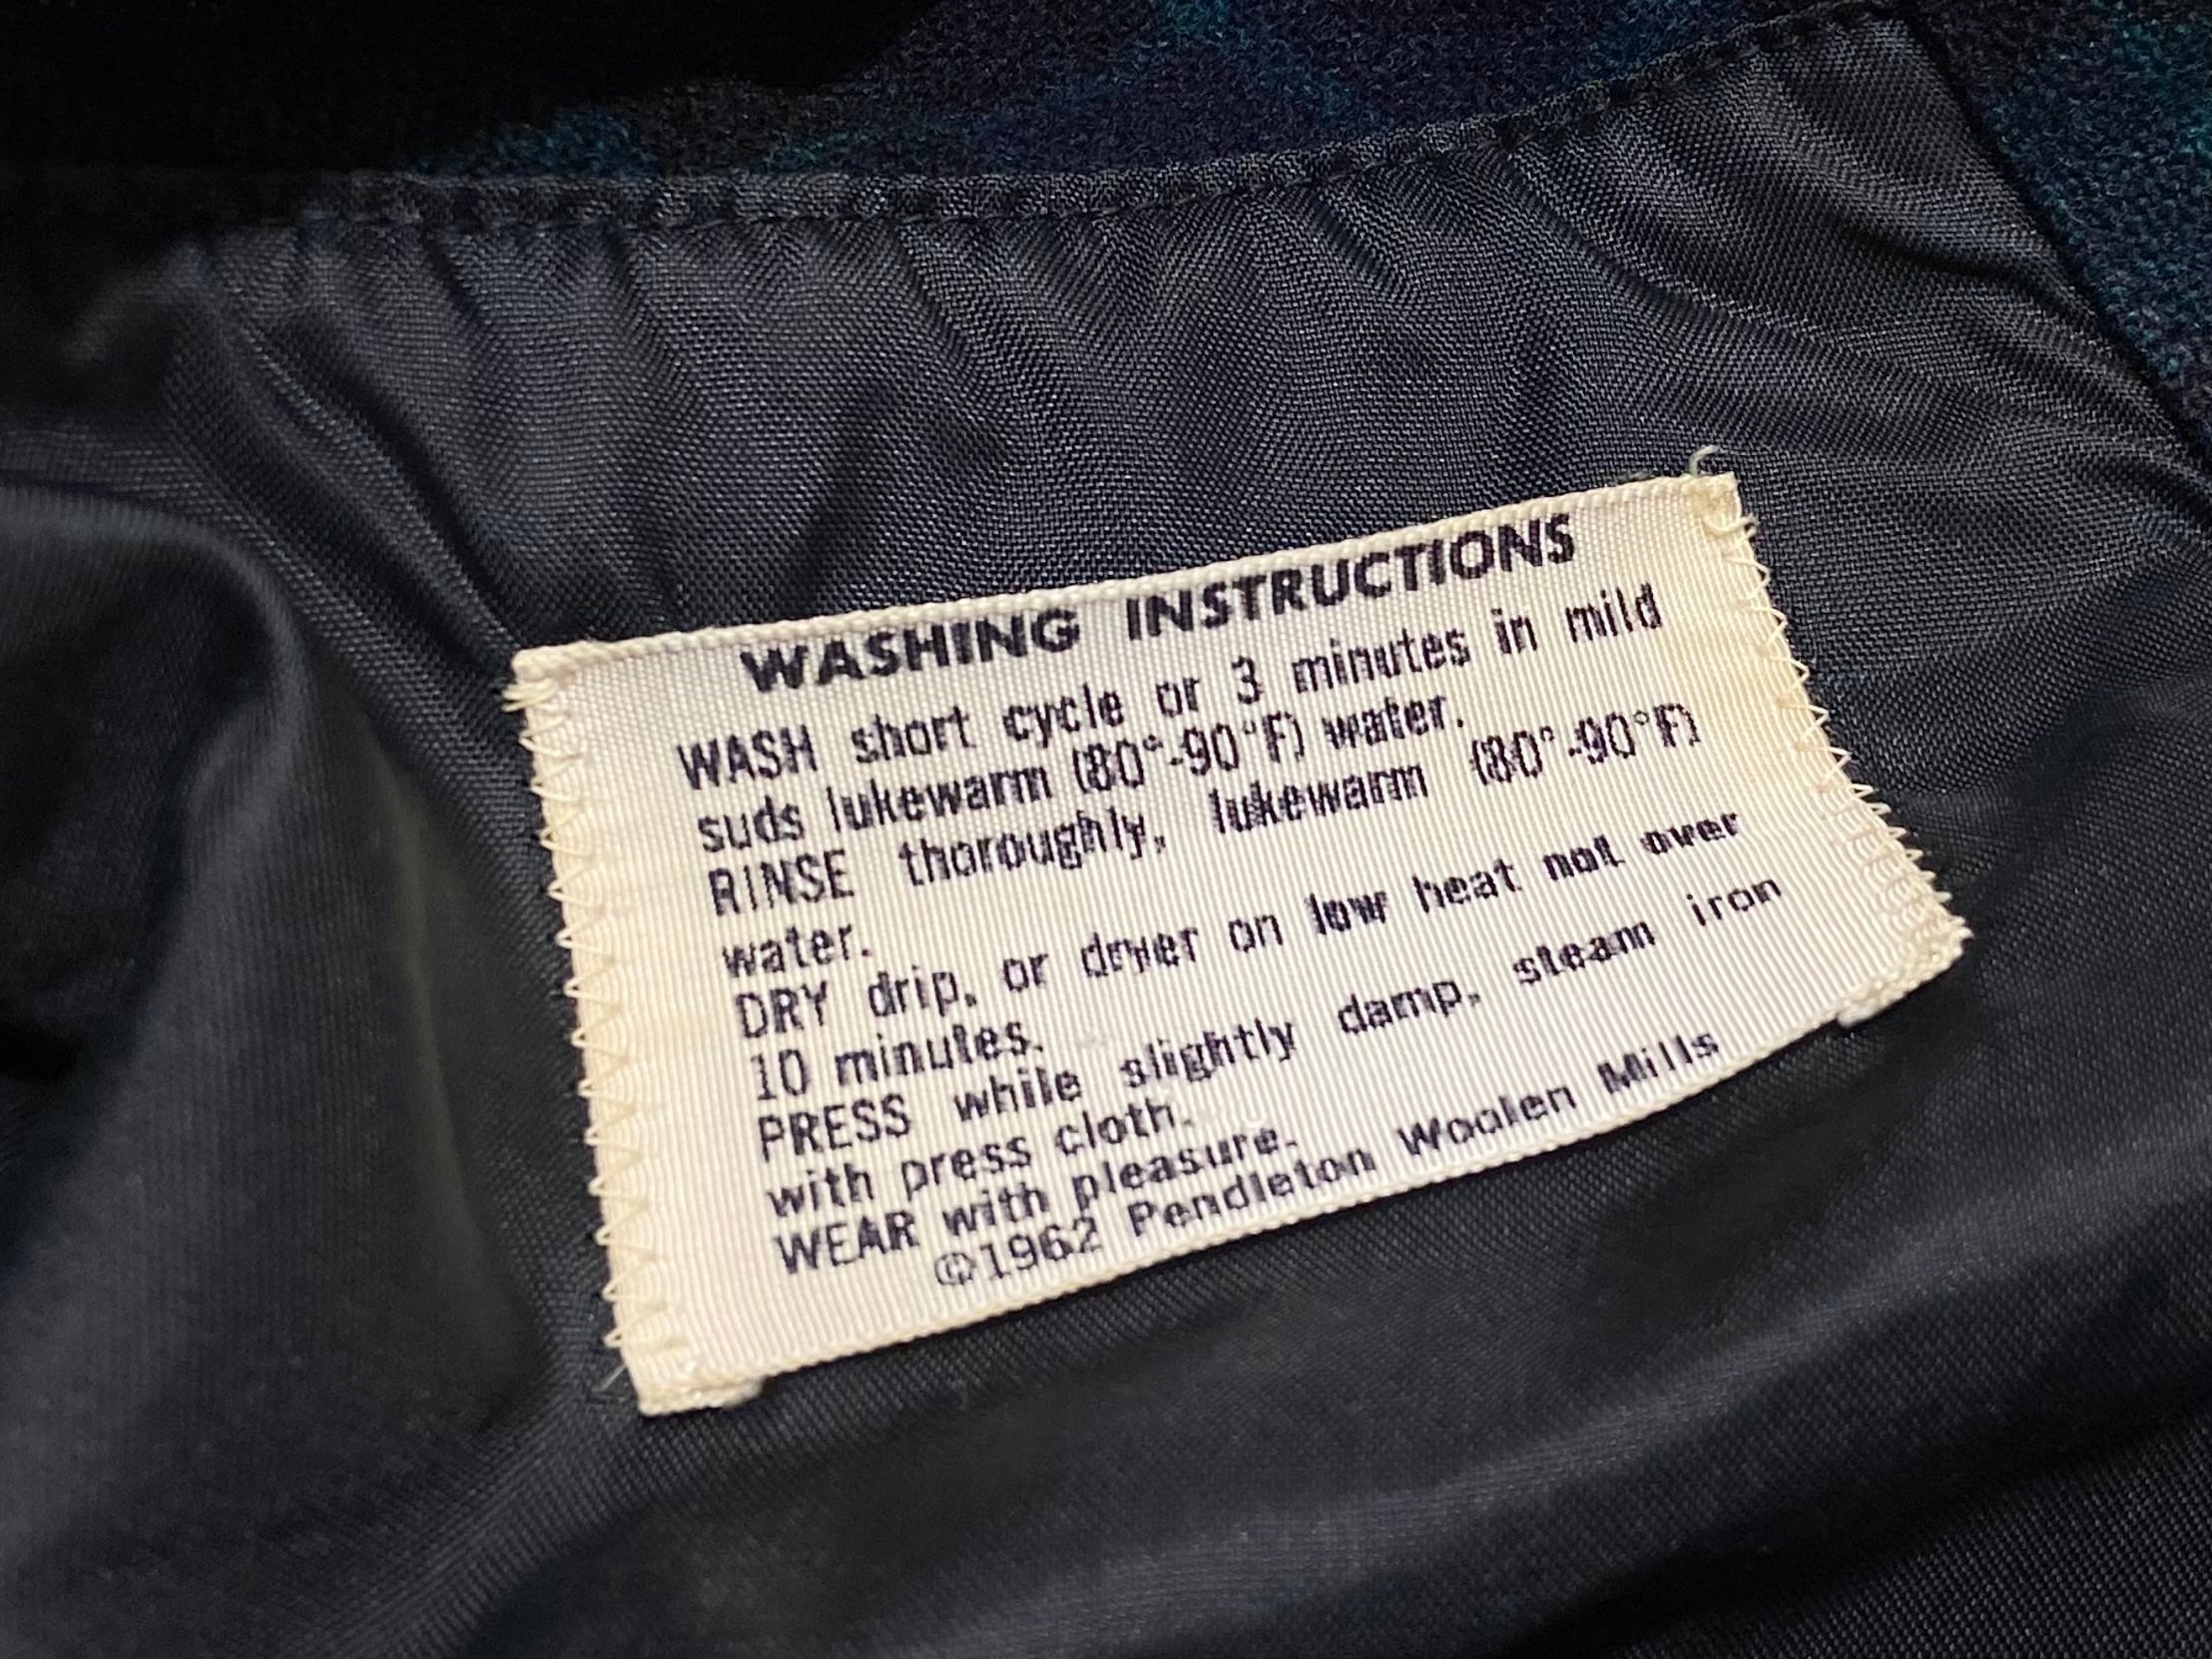 WASHING INSTRUCTIONS
WASH short cycle or 3 minutes in mild
suds lukewarm (80°-90°F) water.
RINSE thoroughly, lukewarm (80°-90°F)
water.
DRY drip, or dryer on low heat not over
10 minutes.
PRESS while slightly damp, steam iron
with press cloth.
WEAR with pleasure.
©1962 Pendleton Woolen Mills